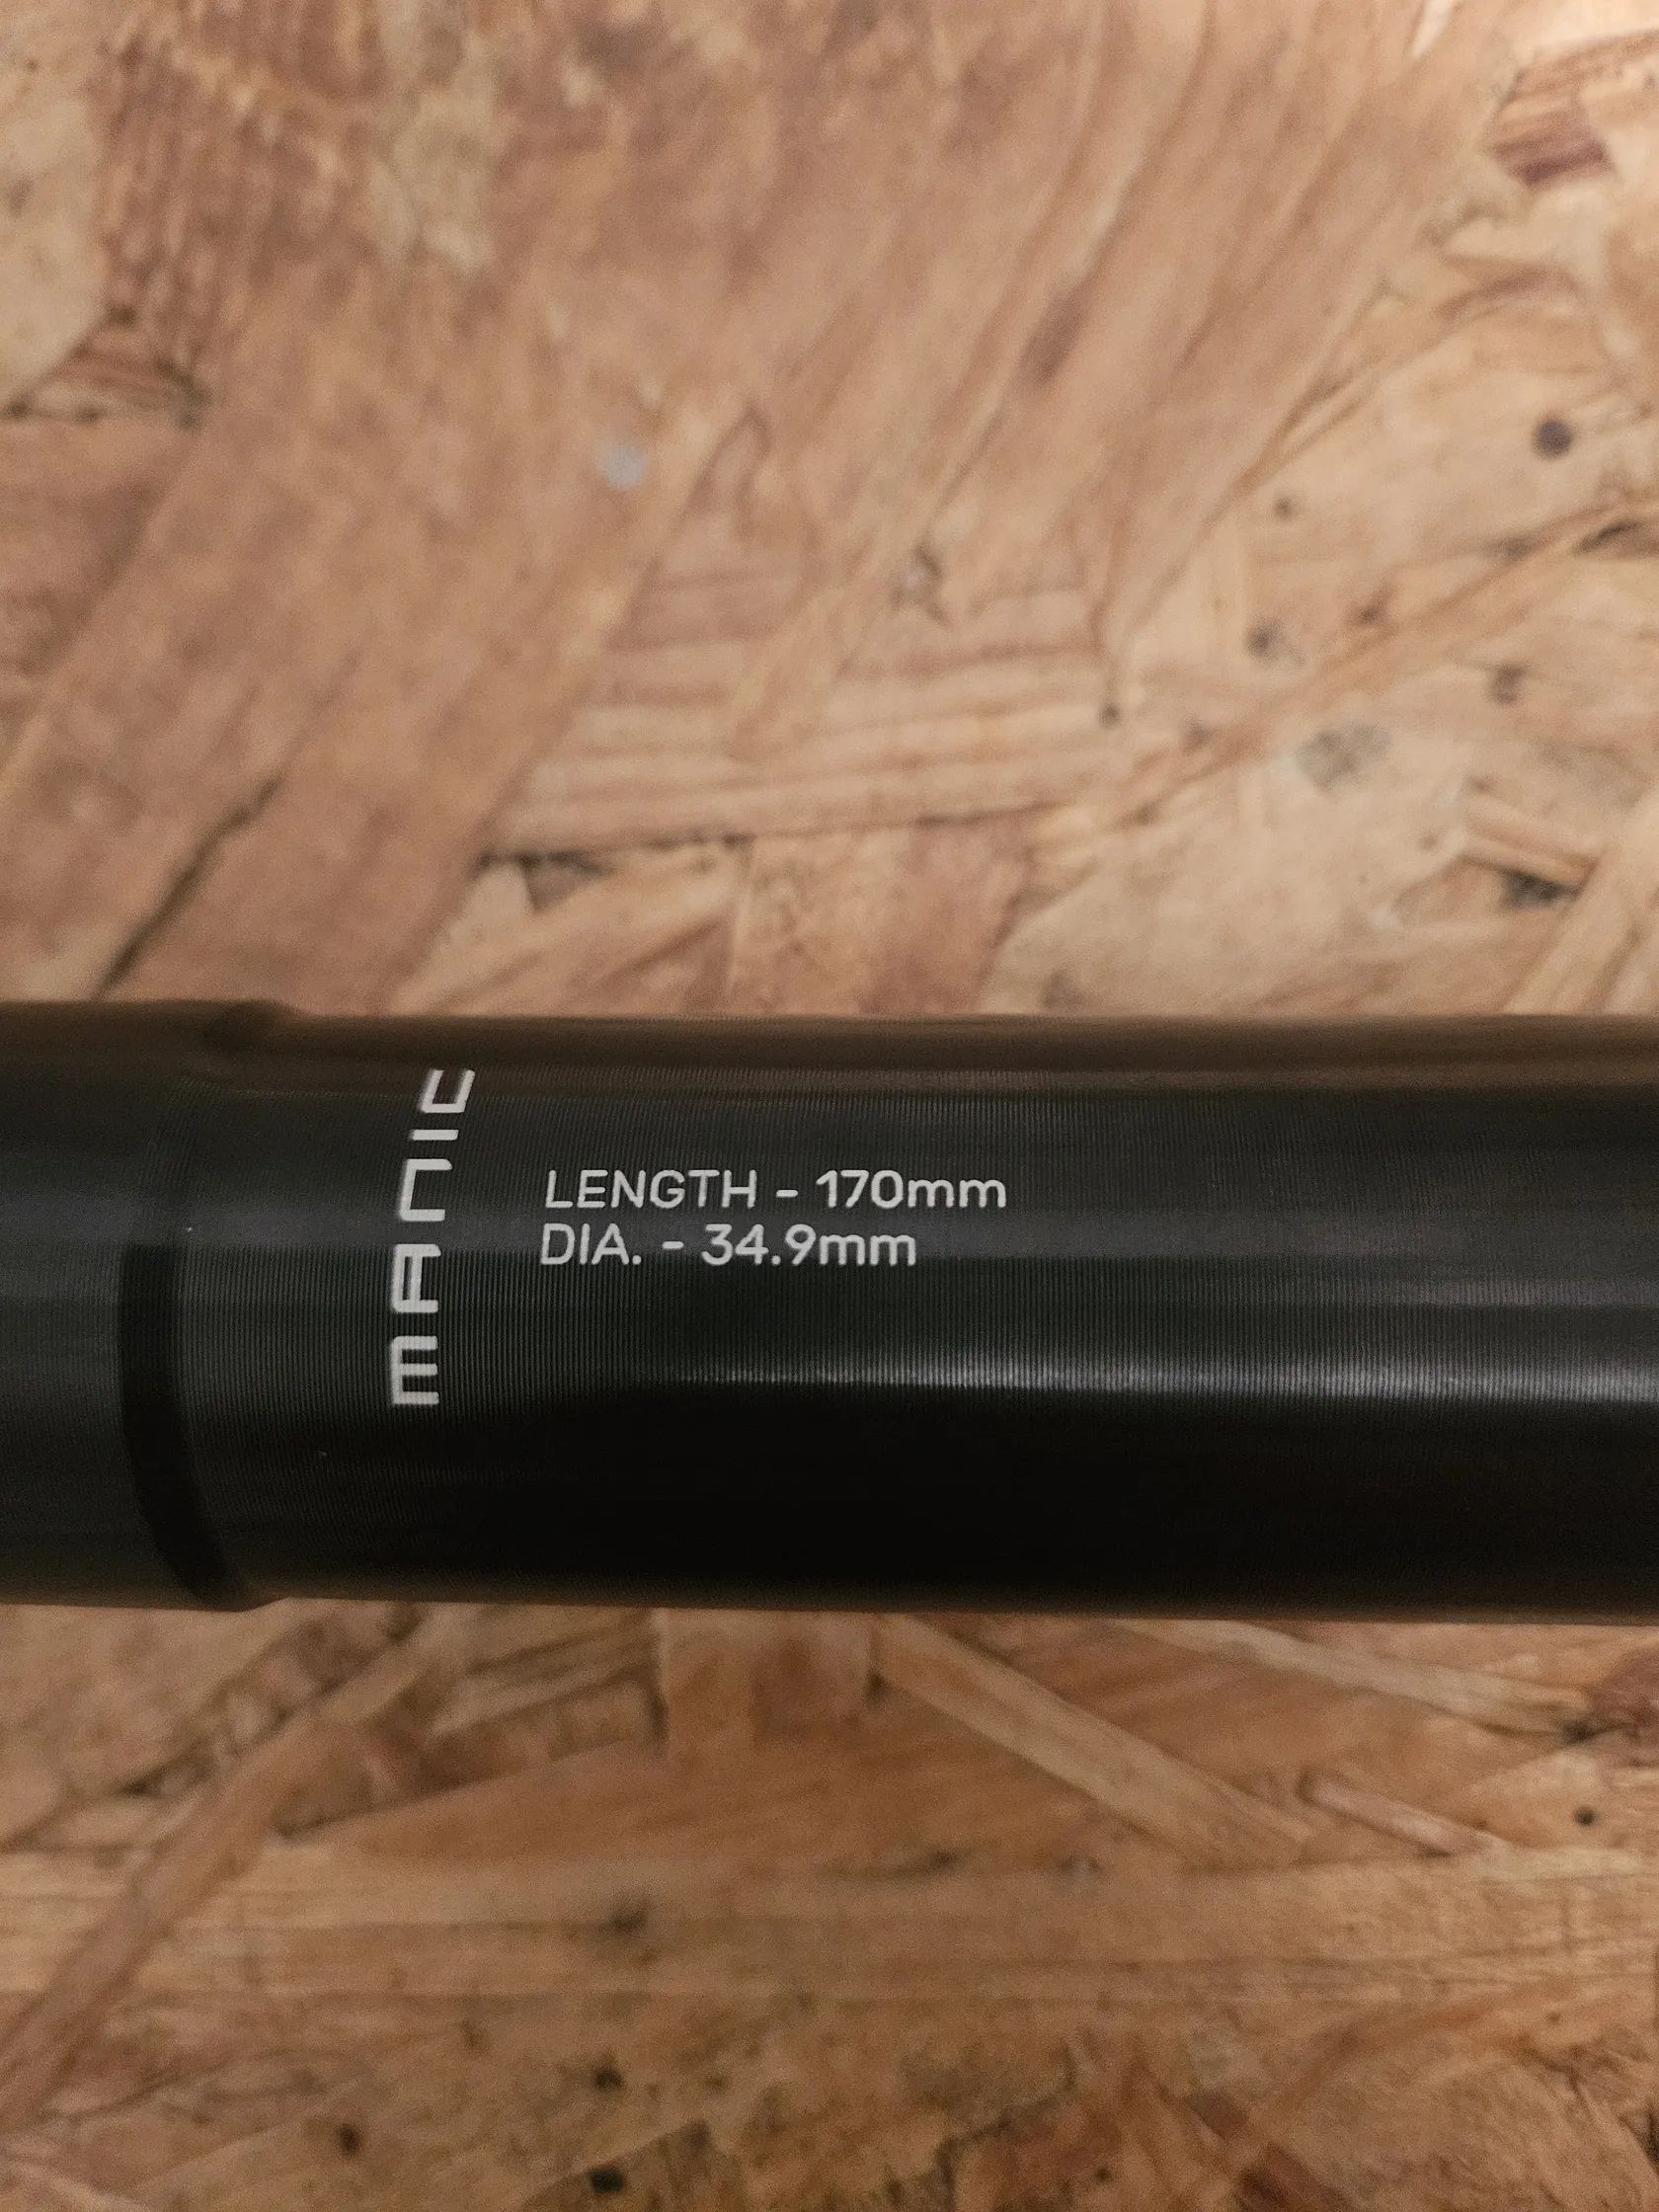 MANIC
LENGTH - 170mm
DIA. - 34.9mm